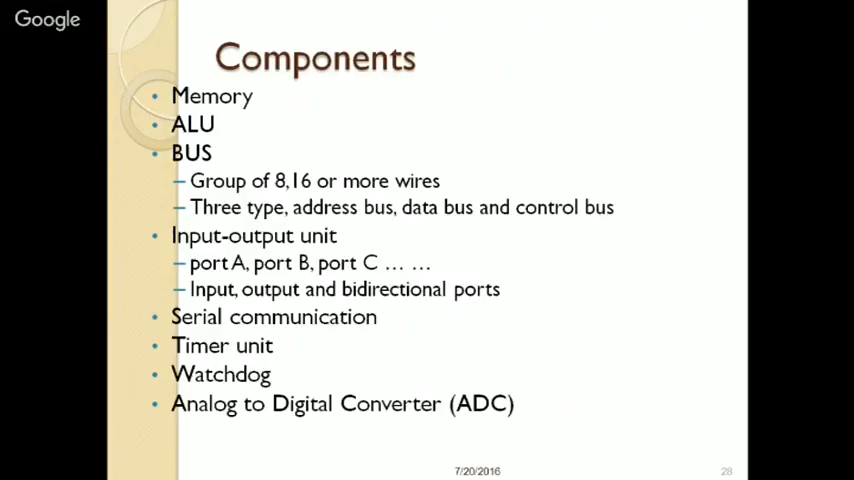 Google
Components
• Memory
• ALU
• BUS
– Group of 8,16 or more wires
– Three type, address bus, data bus and control bus
• Input-output unit
– port A, port B, port C … …
– Input, output and bidirectional ports
• Serial communication
• Timer unit
• Watchdog
• Analog to Digital Converter (ADC)
7/20/2016
28